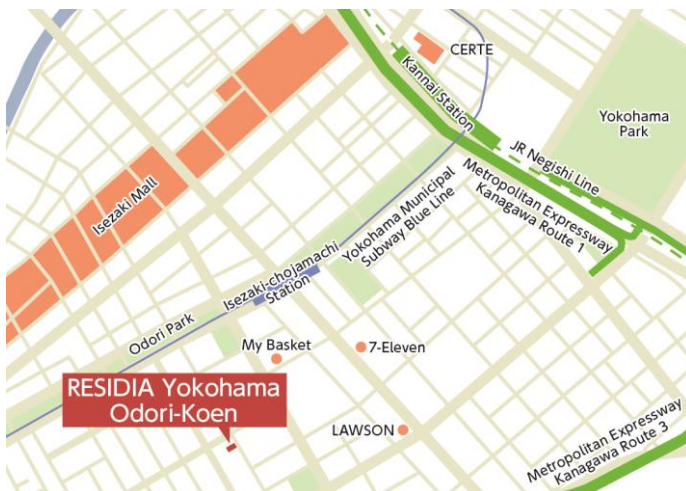 CERTE
Kannai Station
Yokohama
Park
JR Negishi Line
Isezaki Mall
Metropolitan Expressway
Kanagawa Route 1
Yokohama Municipal
Subway Blue Line
Isezaki-chojamachi
Station
Odori Park
My Basket
7-Eleven
RESIDIA Yokohama
Odori-Koen
LAWSON
Metropolitan Expressway
Kanagawa Route 3